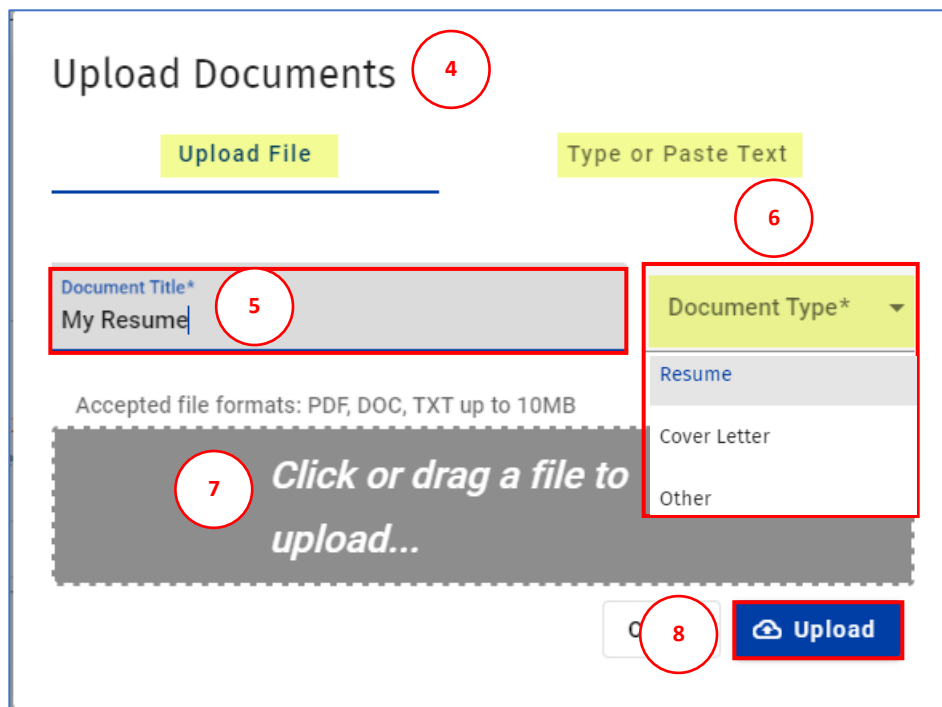 Upload Documents 4
Upload File Type or Paste Text
6
Document Title*
My Resume 5
Document Type*
Resume
Accepted file formats: PDF, DOC, TXT up to 10MB
Cover Letter
7 Click or drag a file to
Other
upload...
8 Upload